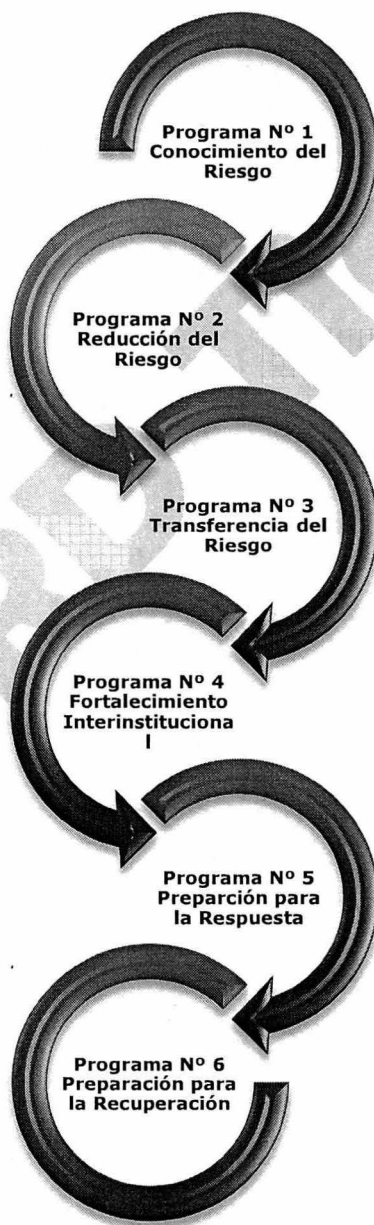 Programa Nº 1
Conocimiento del
Riesgo
Programa Nº 2
Reducción del
Riesgo
Programa Nº 3
Transferencia del
Riesgo
Programa Nº 4
Fortalecimiento
Interinstituciona
l
Programa Nº 5
Preparción para
la Respuesta
Programa Nº 6
Preparación para
la Recuperación